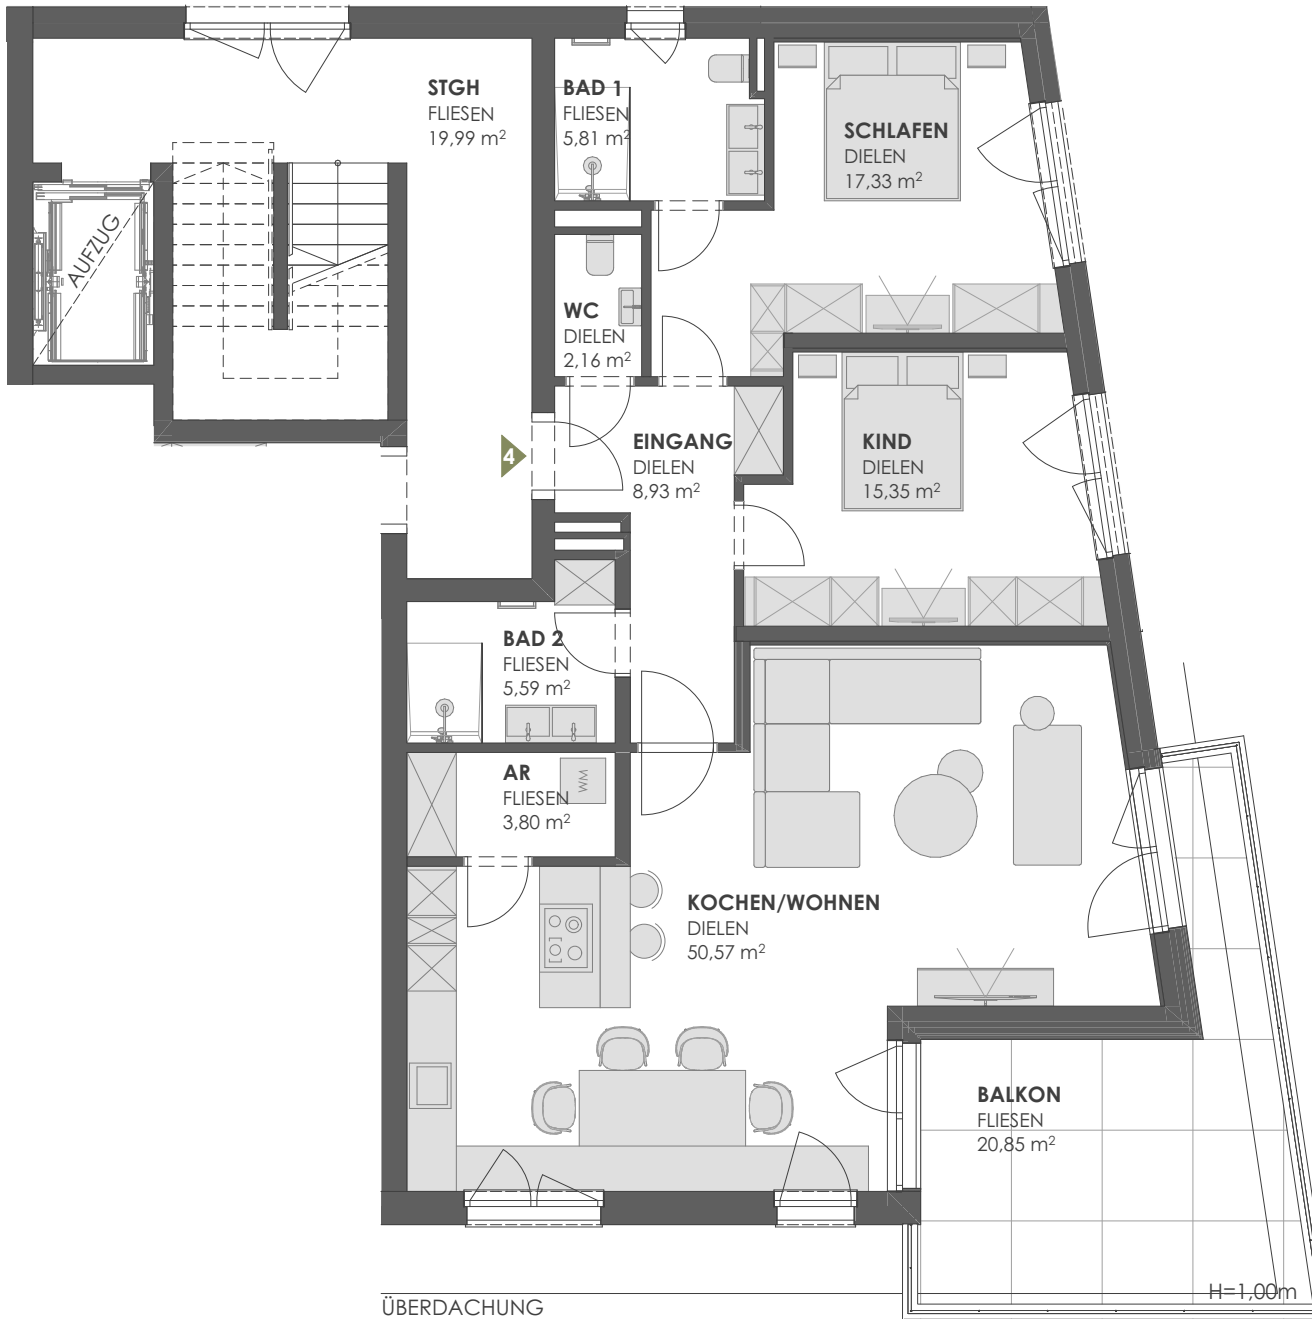 STGH
FLIESEN
19,99 m²
BAD 1
FLIESEN
5,81 m²
SCHLAFEN
DIELEN
17,33 m²
AUFZUG
WC
DIELEN
2,16 m²
4
EINGANG
DIELEN
8,93 m²
KIND
DIELEN
15,35 m²
BAD 2
FLIESEN
5,59 m²
AR
FLIESEN
3,80 m²
WM
KOCHEN/WOHNEN
DIELEN
50,57 m²
BALKON
FLIESEN
20,85 m²
H=1,00m
ÜBERDACHUNG